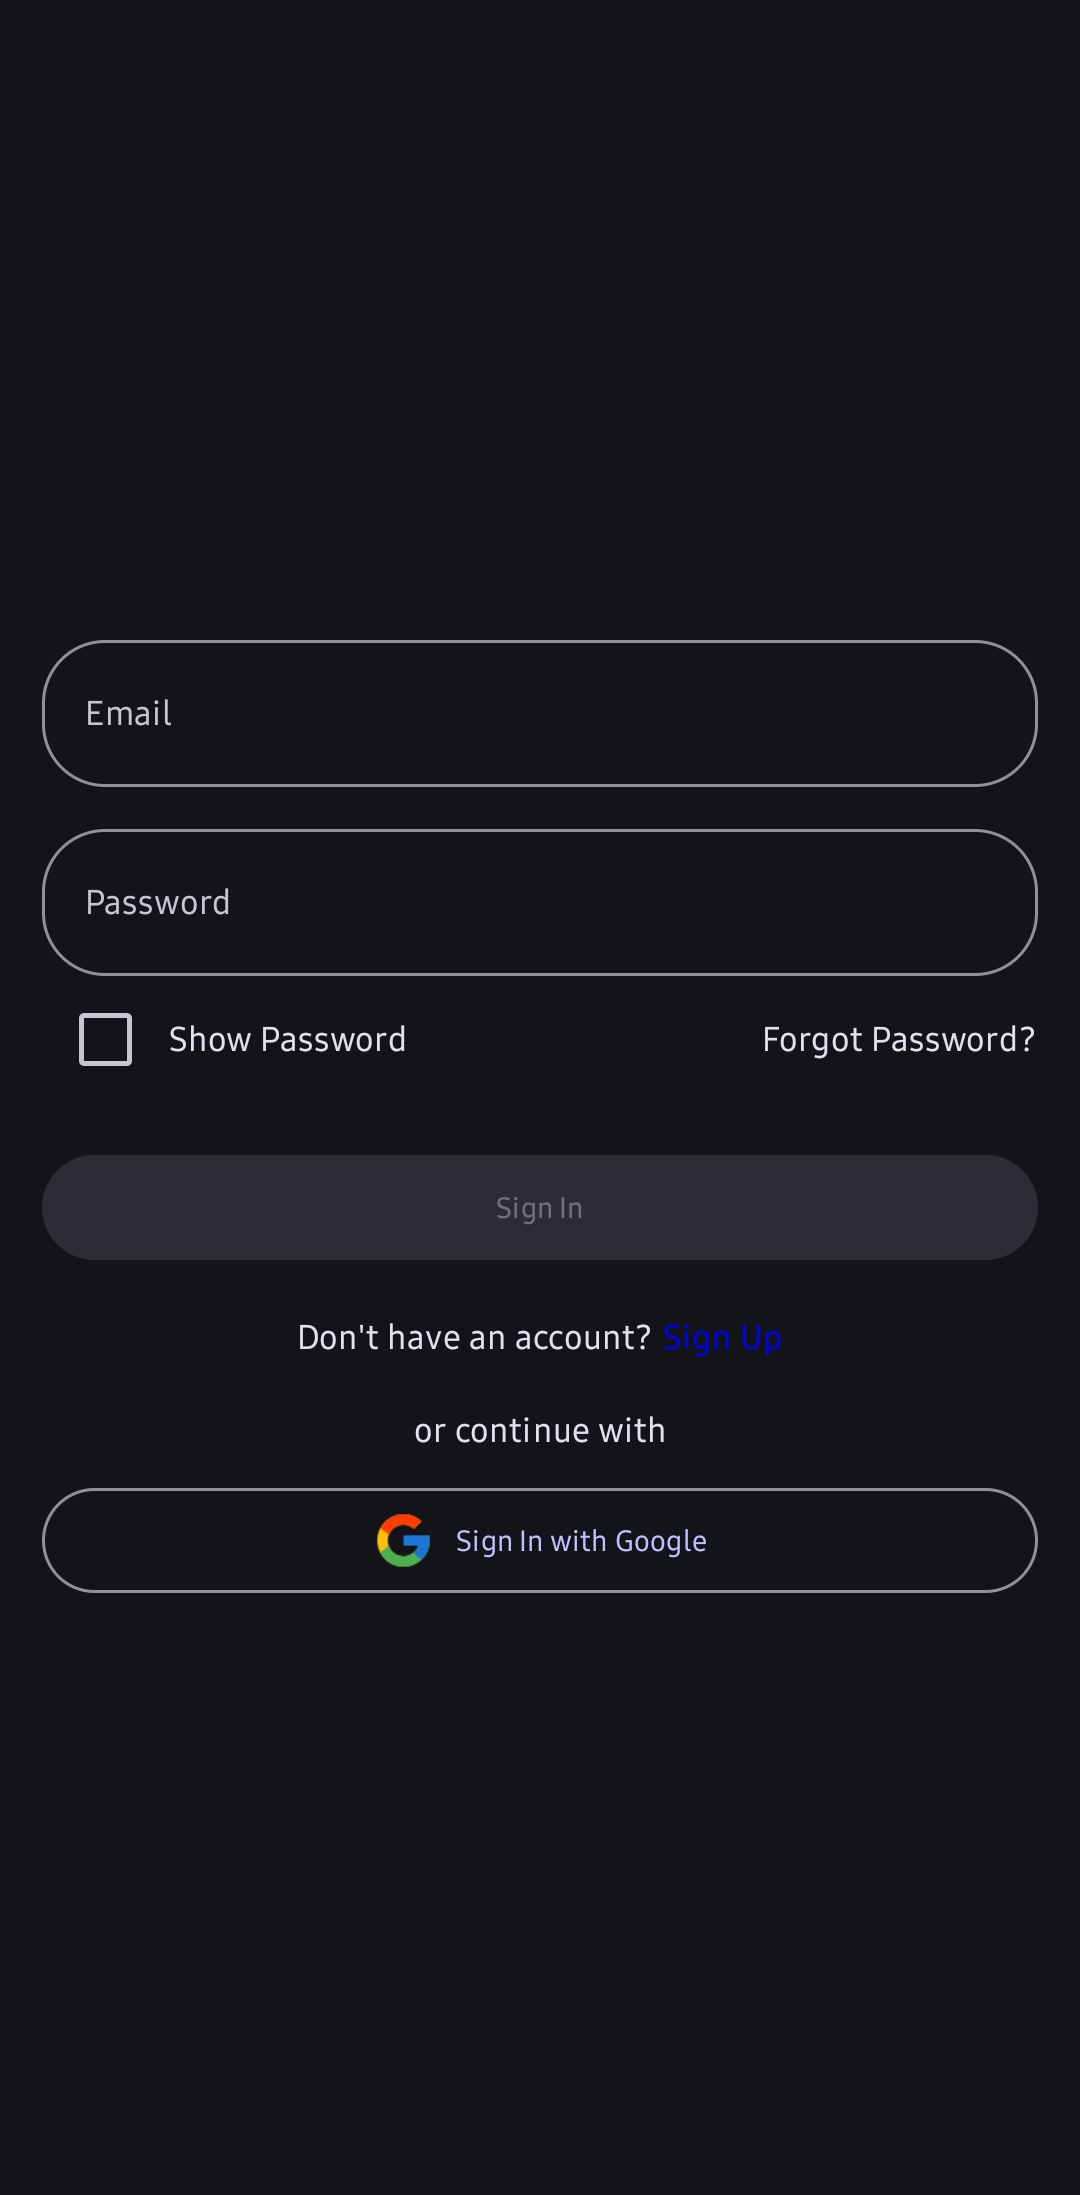 Email
Password
Show Password Forgot Password?
Sign In
Don't have an account? Sign Up
or continue with
Sign In with Google